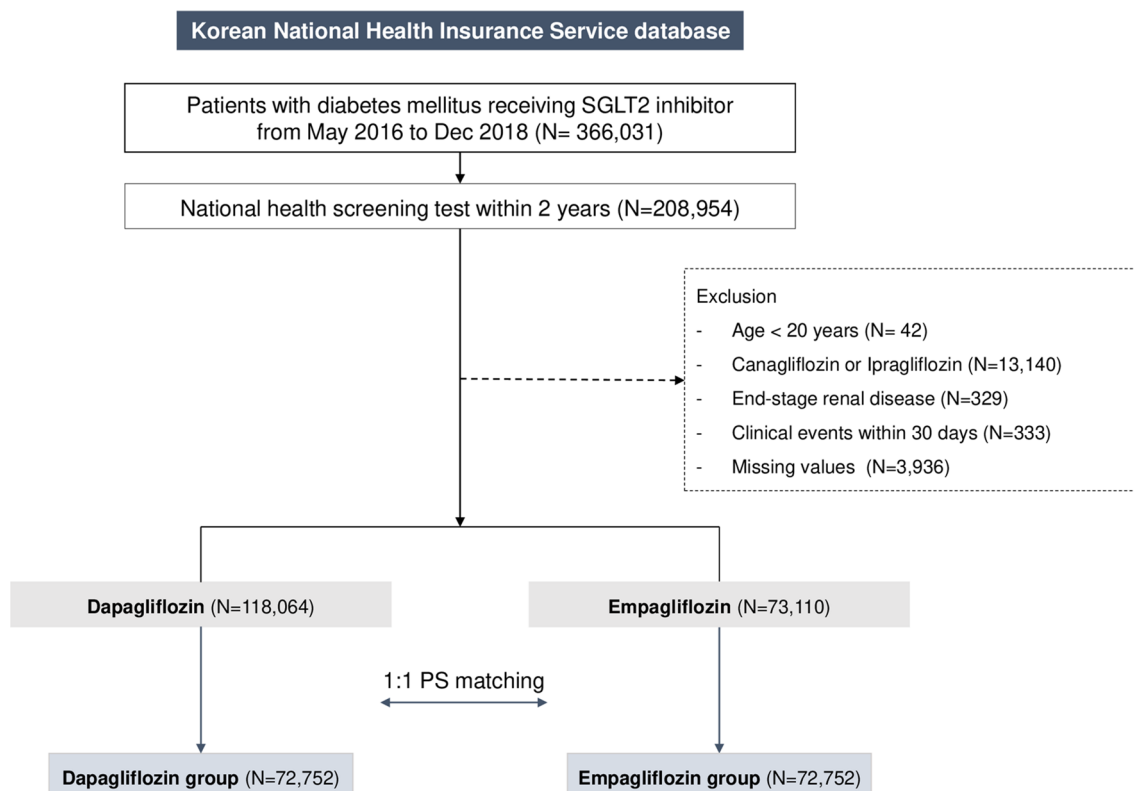 Korean National Health Insurance Service database
Patients with diabetes mellitus receiving SGLT2 inhibitor
from May 2016 to Dec 2018 (N= 366,031)
National health screening test within 2 years (N=208,954)
Exclusion
- Age < 20 years (N= 42)
- Canagliflozin or Ipragliflozin (N=13,140)
- End-stage renal disease (N=329)
- Clinical events within 30 days (N=333)
- Missing values (N=3,936)
Dapagliflozin (N=118,064)
Empagliflozin (N=73,110)
1:1 PS matching
Dapagliflozin group (N=72,752)
Empagliflozin group (N=72,752)